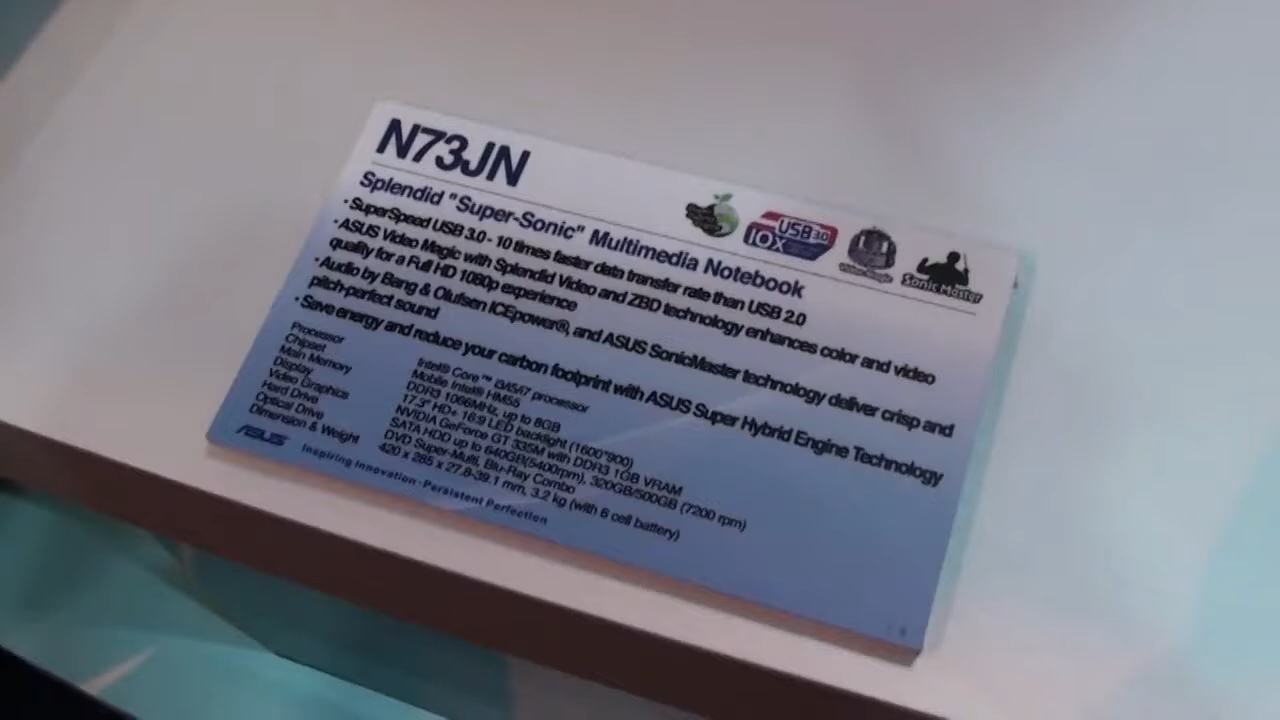 N73JN
Splendid "Super-Sonic" Multimedia Notebook
USB 3.0
10X
Sonic Master
· SuperSpeed USB 3.0 - 10 times faster data transfer rate than USB 2.0
· ASUS Video Magic with Splendid Video and ZBD technology enhances color and video
quality for a Full HD 1080p experience
· Audio by Bang & Olufsen ICEpower®, and ASUS SonicMaster technology deliver crisp and
pitch-perfect sound
· Save energy and reduce your carbon footprint with ASUS Super Hybrid Engine Technology
Processor Intel® Core™ i3/i5/i7 processor
Chipset Mobile Intel® HM55
Main Memory DDR3 1066MHz, up to 8GB
Display 17.3" HD+ 16:9 LED backlight (1600*900)
Video Graphics NVIDIA GeForce GT 335M with DDR3 1GB VRAM
Hard Drive SATA HDD up to 640GB(5400rpm), 320GB/500GB (7200 rpm)
Optical Drive DVD Super-Multi, Blu-Ray Combo
Dimension & Weight 420 x 285 x 27.8-39.1 mm, 3.2 kg (with 6 cell battery)
ASUS Inspiring Innovation · Persistent Perfection